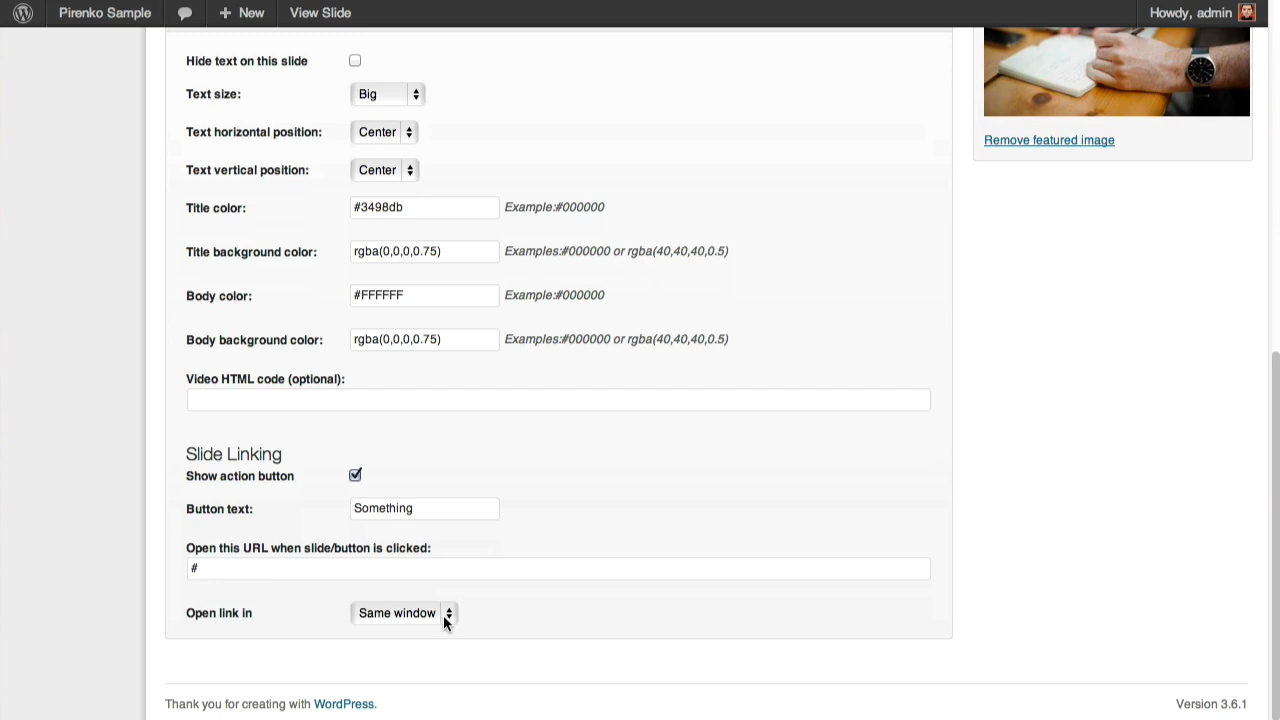 Pirenko Sample
New
View Slide
Howdy, admin
Hide text on this slide
Text size:
Big
Text horizontal position:
Center
Text vertical position:
Center
Title color:
#3498db
Example:#000000
Title background color:
rgba(0,0,0,0.75)
Examples:#000000 or rgba(40,40,40,0.5)
Body color:
#FFFFFF
Example:#000000
Body background color:
rgba(0,0,0,0.75)
Examples:#000000 or rgba(40,40,40,0.5)
Video HTML code (optional):
Slide Linking
Show action button
Button text:
Something
Open this URL when slide/button is clicked:
#
Open link in
Same window
Remove featured image
Thank you for creating with WordPress.
Version 3.6.1